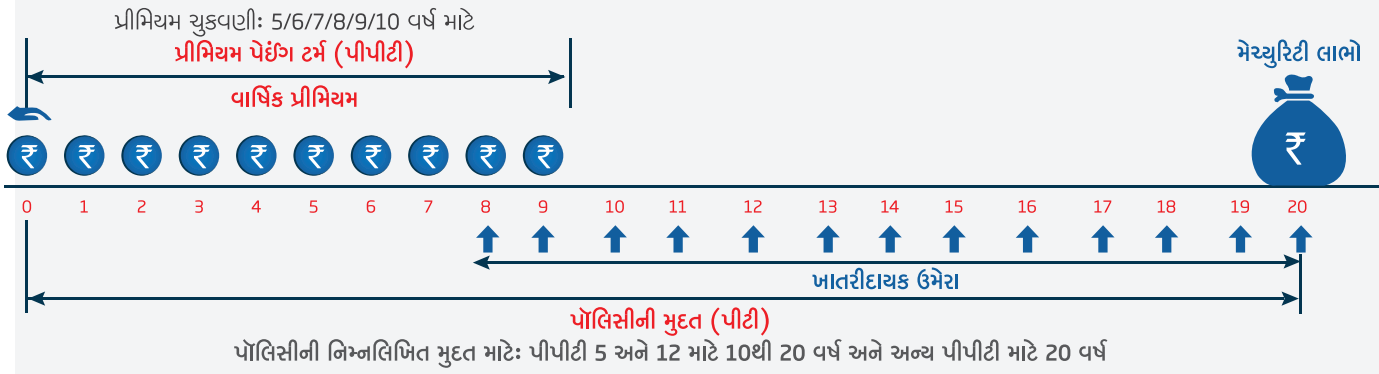 પ્રીમિયમ ચુકવણી: 5/6/7/8/9/10 વર્ષ માટે
પ્રીમિયમ પેઈંગ ટર્મ (પીપીટી)
વાર્ષિક પ્રીમિયમ
મેચ્યુરિટી લાભો
₹ ₹ ₹ ₹ ₹ ₹ ₹ ₹ ₹ ₹ ₹
0 1 2 3 4 5 6 7 8 9 10 11 12 13 14 15 16 17 18 19 20
ખાતરીદાયક ઉમેરા
પૉલિસીની મુદત (પીટી)
પૉલિસીની નિમ્નલિખિત મુદત માટે: પીપીટી 5 અને 12 માટે 10થી 20 વર્ષ અને અન્ય પીપીટી માટે 20 વર્ષ